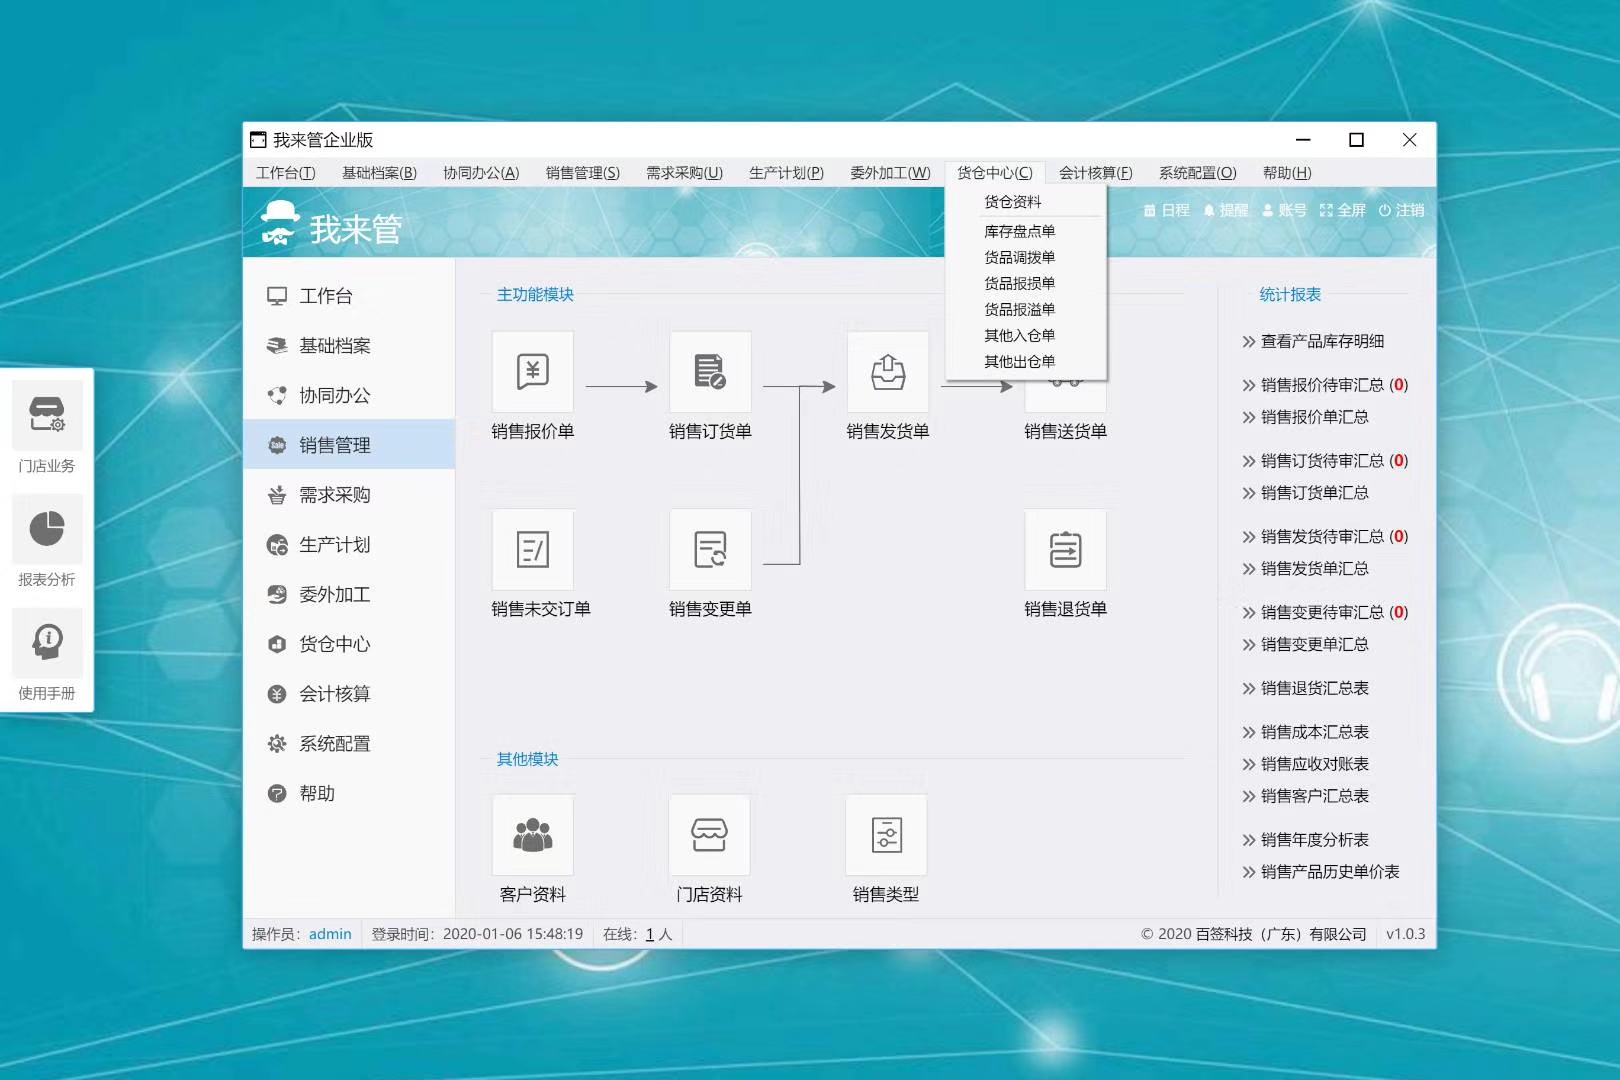 我来管企业版
工作台(T) 基础档案(B) 协同办公(A) 销售管理(S) 需求采购(U) 生产计划(P) 委外加工(W) 货仓中心(C) 会计核算(F) 系统配置(O) 帮助(H)
我来管
日程 提醒 账号 全屏 注销
货仓资料
库存盘点单
货品调拨单
货品报损单
货品报溢单
其他入仓单
其他出仓单
门店业务
报表分析
使用手册
工作台
基础档案
协同办公
Sale 销售管理
需求采购
生产计划
委外加工
货仓中心
会计核算
系统配置
帮助
主功能模块
销售报价单 销售订货单 销售发货单 销售送货单
销售未交订单 销售变更单 销售退货单
其他模块
客户资料 门店资料 销售类型
统计报表
查看产品库存明细
销售报价待审汇总 (0)
销售报价单汇总
销售订货待审汇总 (0)
销售订货单汇总
销售发货待审汇总 (0)
销售发货单汇总
销售变更待审汇总 (0)
销售变更单汇总
销售退货汇总表
销售成本汇总表
销售应收对账表
销售客户汇总表
销售年度分析表
销售产品历史单价表
操作员： admin 登录时间： 2020-01-06 15:48:19 在线： 1 人 © 2020 百签科技（广东）有限公司 v1.0.3